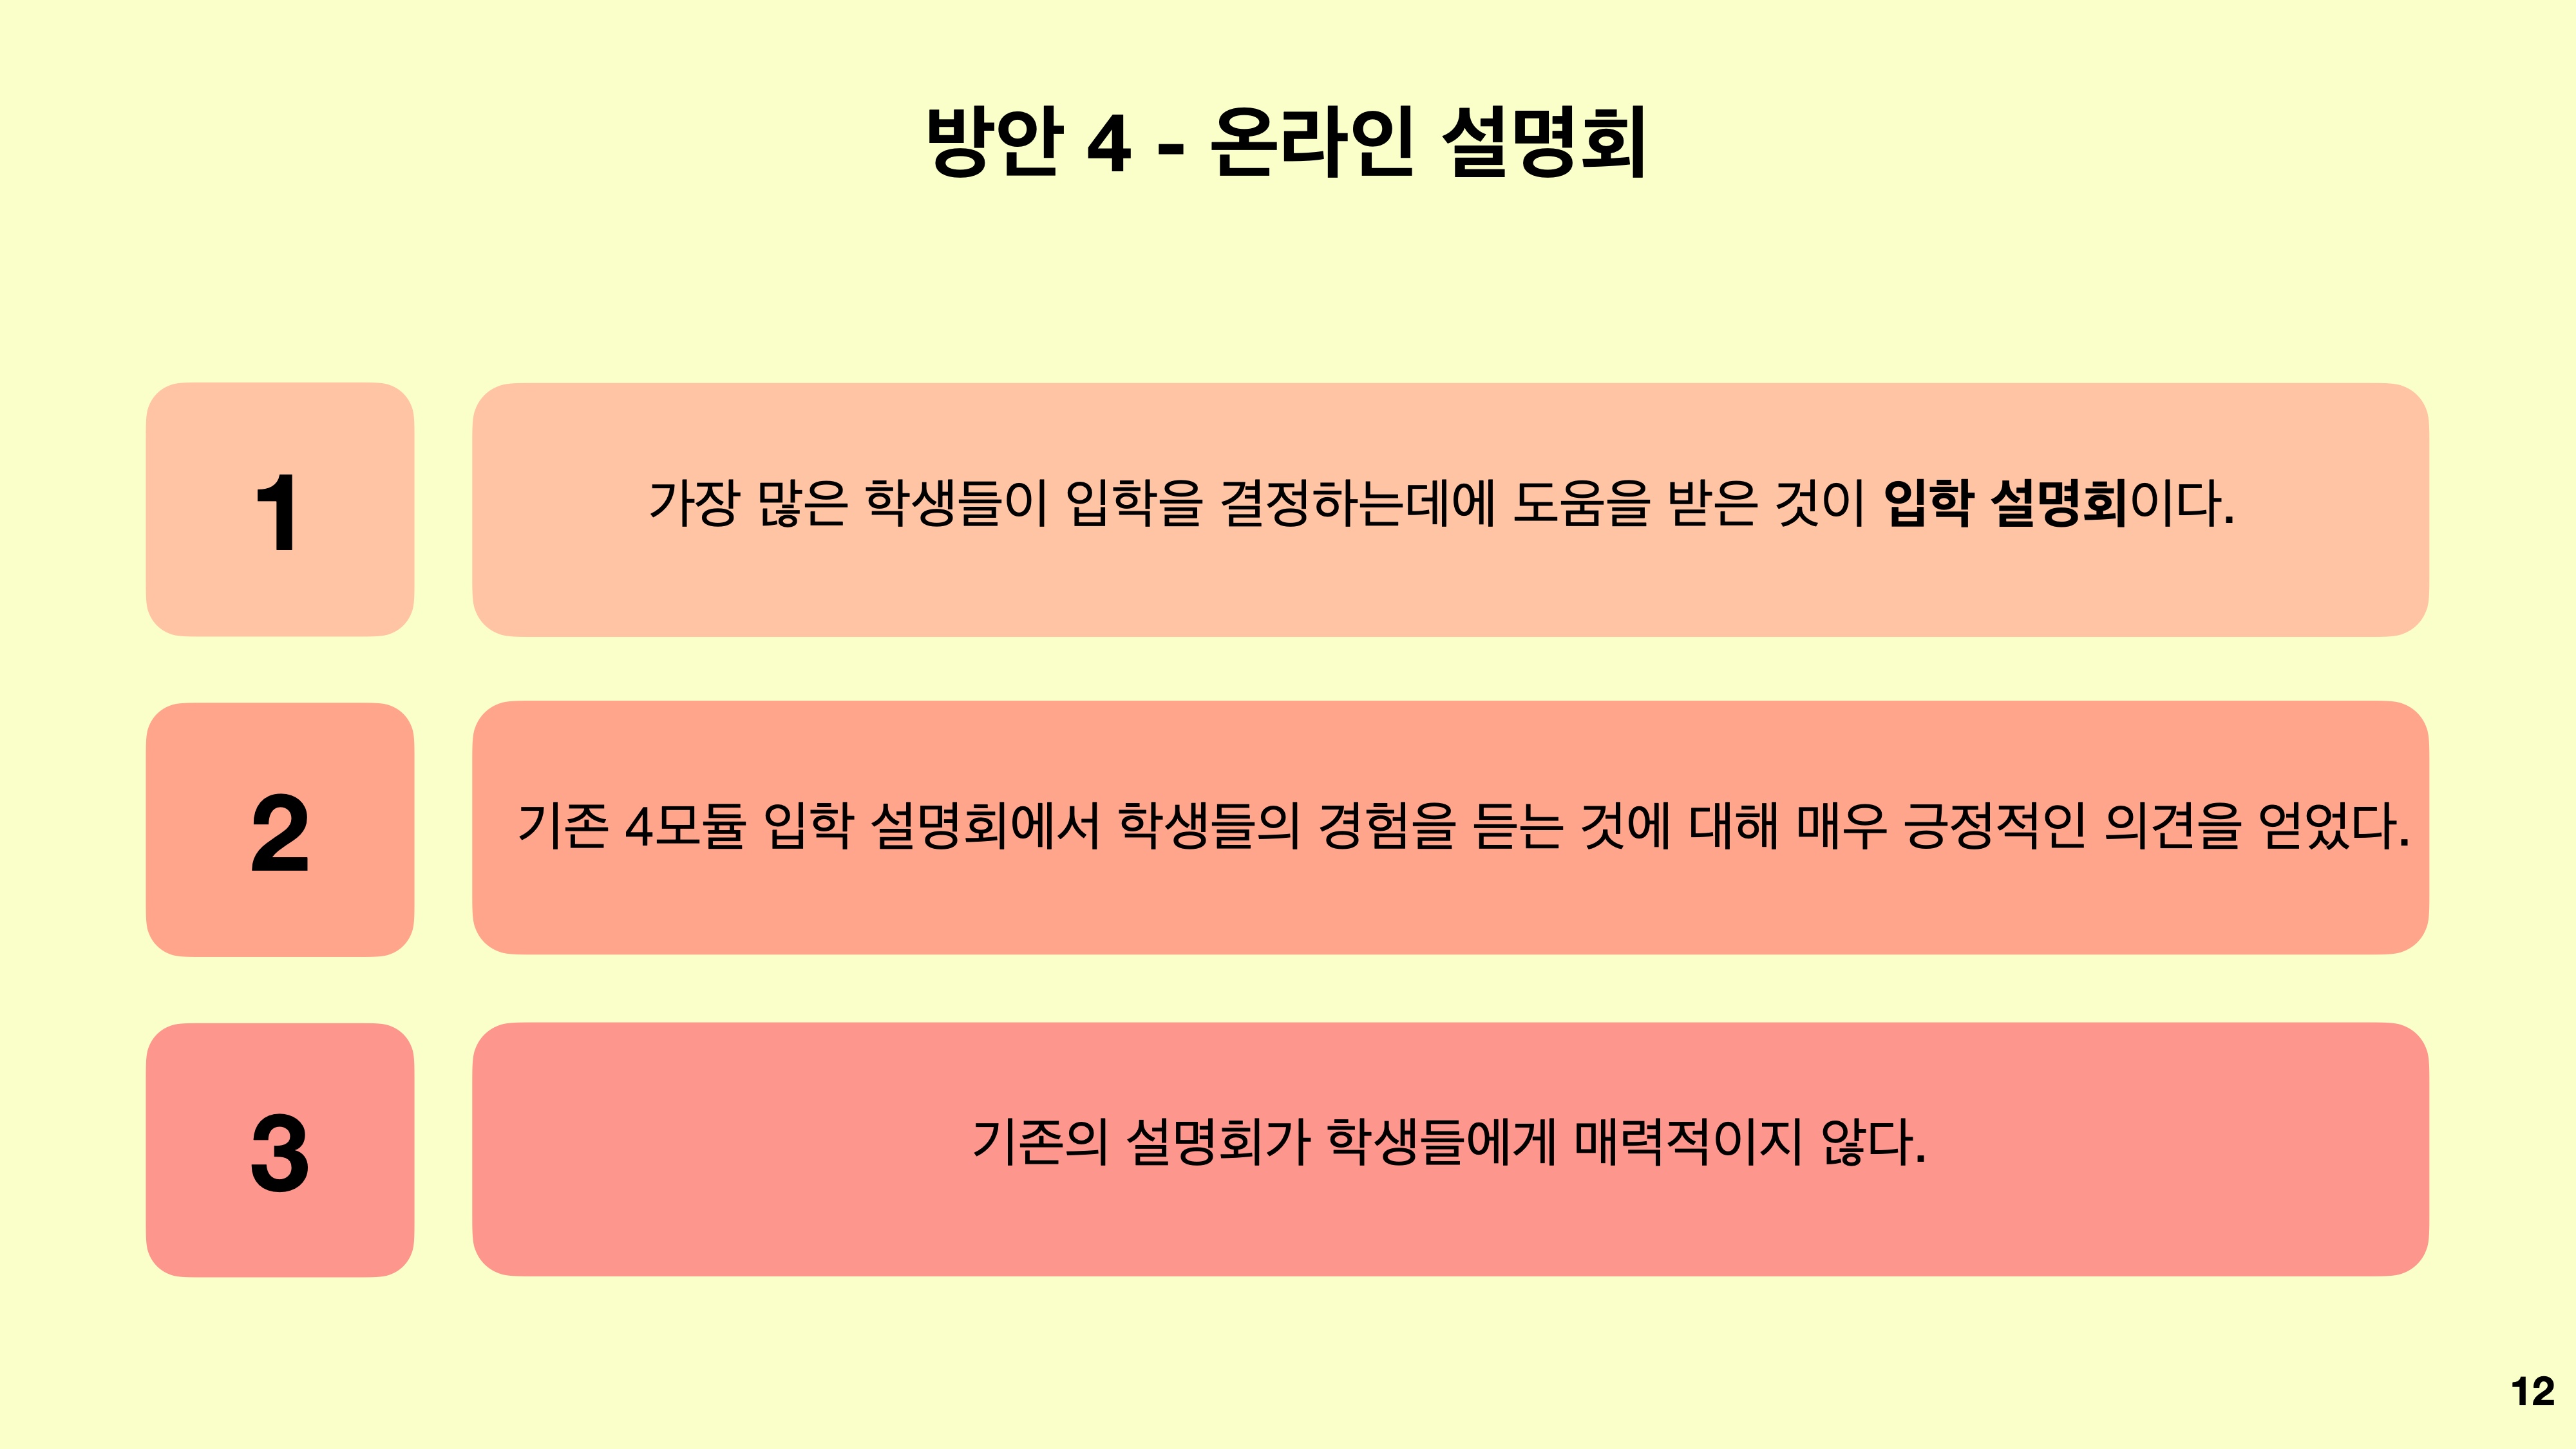 방안 4 - 온라인 설명회
1
가장 많은 학생들이 입학을 결정하는데에 도움을 받은 것이 입학 설명회이다.
2
기존 4모듈 입학 설명회에서 학생들의 경험을 듣는 것에 대해 매우 긍정적인 의견을 얻었다.
3
기존의 설명회가 학생들에게 매력적이지 않다.
12